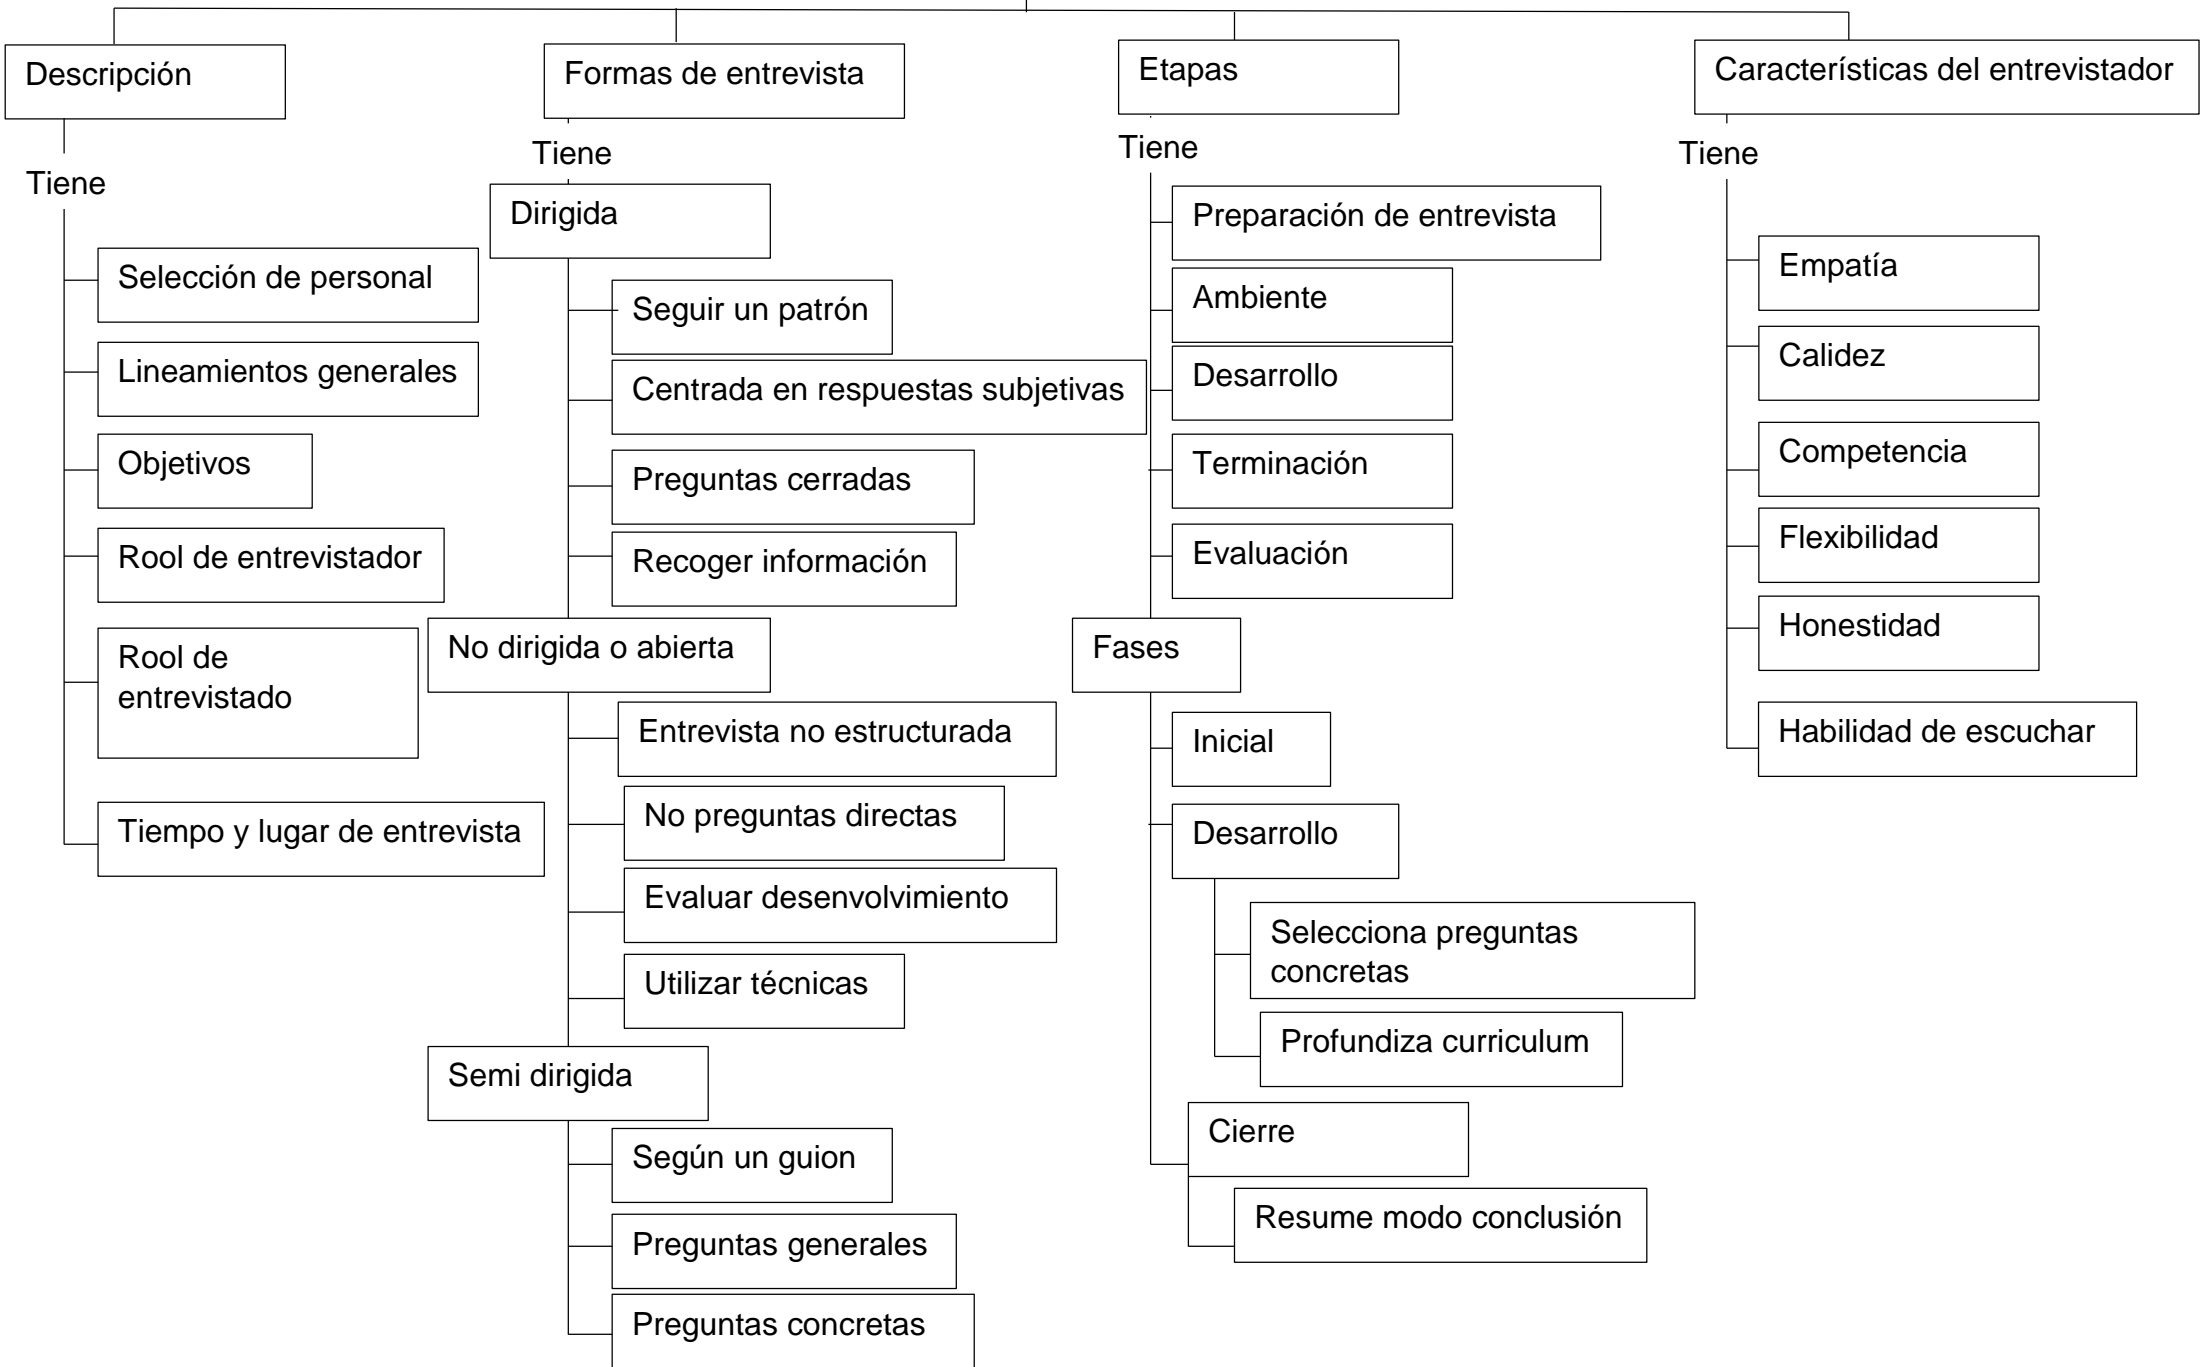 Descripción
Tiene
Selección de personal
Lineamientos generales
Objetivos
Rool de entrevistador
Rool de
entrevistado
Tiempo y lugar de entrevista
Formas de entrevista
Tiene
Dirigida
Seguir un patrón
Centrada en respuestas subjetivas
Preguntas cerradas
Recoger información
No dirigida o abierta
Entrevista no estructurada
No preguntas directas
Evaluar desenvolvimiento
Utilizar técnicas
Semi dirigida
Según un guion
Preguntas generales
Preguntas concretas
Etapas
Tiene
Preparación de entrevista
Ambiente
Desarrollo
Terminación
Evaluación
Fases
Inicial
Desarrollo
Selecciona preguntas
concretas
Profundiza curriculum
Cierre
Resume modo conclusión
Característicass del entrevistador
Tiene
Empatía
Calidez
Competencia
Flexibilidad
Honestidad
Habilidad de escuchar